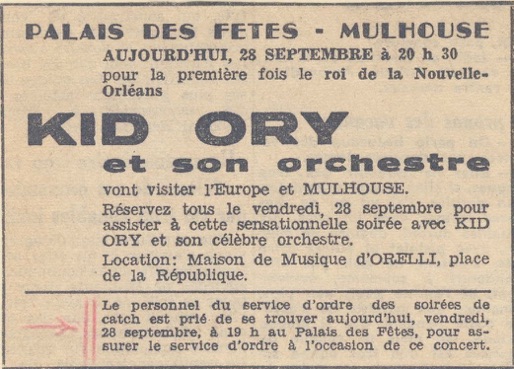 PALAIS DES FETES - MULHOUSE
AUJOURD'HUI, 28 SEPTEMBRE à 20 h 30
pour la première fois le roi de la Nouvelle-
Orléans
KID ORY
et son orchestre
vont visiter l'Europe et MULHOUSE.
Réservez tous le vendredi, 28 septembre pour
assister à cette sensationnelle soirée avec KID
ORY et son célèbre orchestre.
Location: Maison de Musique d'ORELLI, place
de la République.
Le personnel du service d'ordre des soirées de
catch est prié de se trouver aujourd'hui, vendredi,
28 septembre, à 19 h au Palais des Fêtes, pour as-
surer le service d'ordre à l'occasion de ce concert.